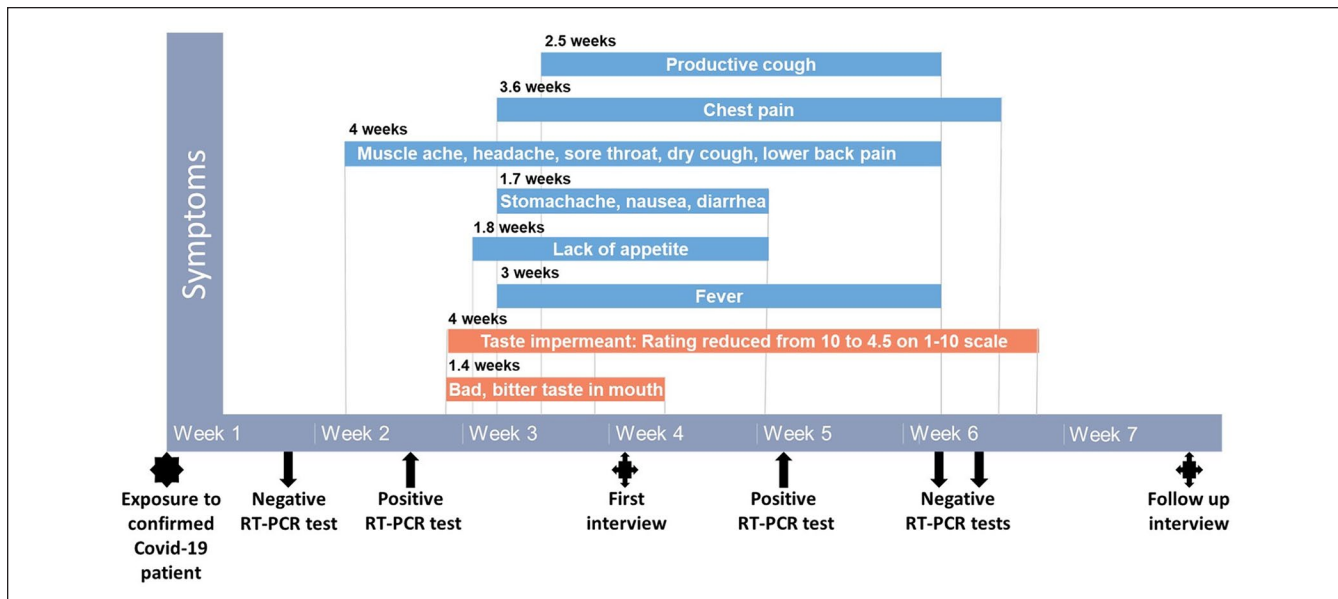 Symptoms
2.5 weeks
Productive cough
3.6 weeks
Chest pain
4 weeks
Muscle ache, headache, sore throat, dry cough, lower back pain
1.7 weeks
Stomachache, nausea, diarrhea
1.8 weeks
Lack of appetite
3 weeks
Fever
4 weeks
Taste impermeant: Rating reduced from 10 to 4.5 on 1-10 scale
1.4 weeks
Bad, bitter taste in mouth
Week 1
Week 2
Week 3
Week 4
Week 5
Week 6
Week 7
Exposure to
confirmed
Covid-19
patient
Negative
RT-PCR test
Positive
RT-PCR test
First
interview
Positive
RT-PCR test
Negative
RT-PCR tests
Follow up
interview